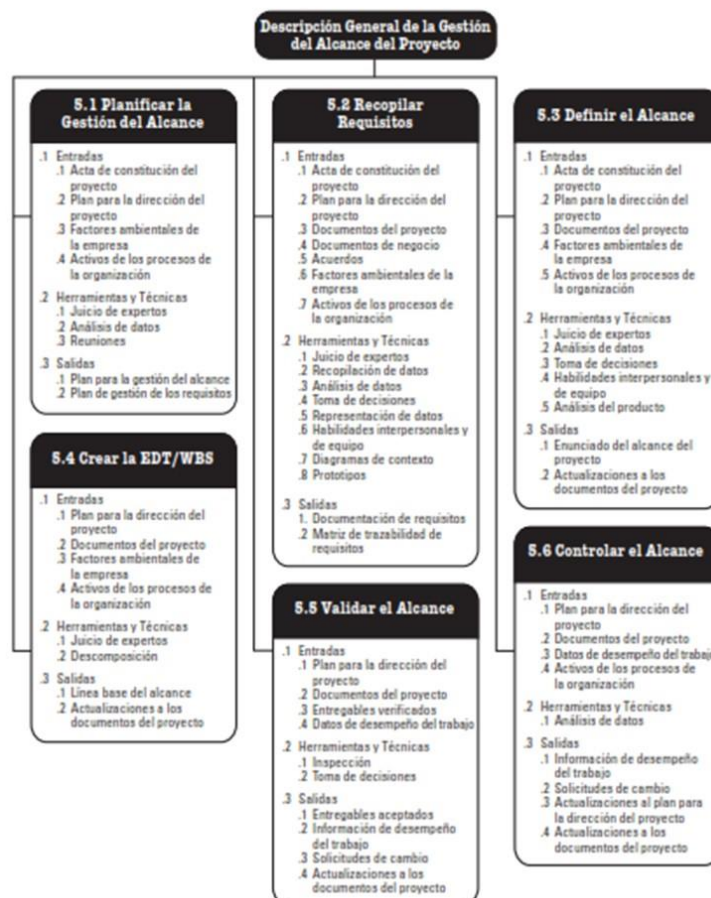 Descripción General de la Gestión
del Alcance del Proyecto
5.1 Planificar la
Gestión del Alcance
.1 Entradas
.1 Acta de constitución del
proyecto
.2 Plan para la dirección del
proyecto
.3 Factores ambientales de
la empresa
.4 Activos de los procesos de
la organización
.2 Herramientas y Técnicas
.1 Juicio de expertos
.2 Análisis de datos
.3 Reuniones
.3 Salidas
.1 Plan para la gestión del alcance
.2 Plan de gestión de los requisitos
5.2 Recopilar
Requisitos
.1 Entradas
.1 Acta de constitución del
proyecto
.2 Plan para la dirección del
proyecto
.3 Documentos del proyecto
.4 Documentos de negocio
.5 Acuerdos
.6 Factores ambientales de la
empresa
.7 Activos de los procesos de
la organización
.2 Herramientas y Técnicas
.1 Juicio de expertos
.2 Recopilación de datos
.3 Análisis de datos
.4 Toma de decisiones
.5 Representación de datos
.6 Habilidades interpersonales y
de equipo
.7 Diagramas de contexto
.8 Prototipos
.3 Salidas
1. Documentación de requisitos
.2 Matriz de trazabilidad de
requisitos
5.3 Definir el Alcance
.1 Entradas
.1 Acta de constitución del
proyecto
.2 Plan para la dirección del
proyecto
.3 Documentos del proyecto
.4 Factores ambientales de
la empresa
.5 Activos de los procesos de
la organización
.2 Herramientas y Técnicas
.1 Juicio de expertos
.2 Análisis de datos
.3 Toma de decisiones
.4 Habilidades interpersonales y
de equipo
.5 Análisis del producto
.3 Salidas
.1 Enunciado del alcance del
proyecto
.2 Actualizaciones a los
documentos del proyecto
5.4 Crear la EDT/WBS
.1 Entradas
.1 Plan para la dirección del
proyecto
.2 Documentos del proyecto
.3 Factores ambientales de
la empresa
.4 Activos de los procesos de
la organización
.2 Herramientas y Técnicas
.1 Juicio de expertos
.2 Descomposición
.3 Salidas
.1 Línea base del alcance
.2 Actualizaciones a los
documentos del proyecto
5.5 Validar el Alcance
.1 Entradas
.1 Plan para la dirección del
proyecto
.2 Documentos del proyecto
.3 Entregables verificados
.4 Datos de desempeño del trabajo
.2 Herramientas y Técnicas
.1 Inspección
.2 Toma de decisiones
.3 Salidas
.1 Entregables aceptados
.2 Información de desempeño
del trabajo
.3 Solicitudes de cambio
.4 Actualizaciones a los
documentos del proyecto
5.6 Controlar el Alcance
.1 Entradas
.1 Plan para la dirección del
proyecto
.2 Documentos del proyecto
.3 Datos de desempeño del trabajo
.4 Activos de los procesos de
la organización
.2 Herramientas y Técnicas
.1 Análisis de datos
.3 Salidas
.1 Información de desempeño
del trabajo
.2 Solicitudes de cambio
.3 Actualizaciones al plan para
la dirección del proyecto
.4 Actualizaciones a los
documentos del proyecto